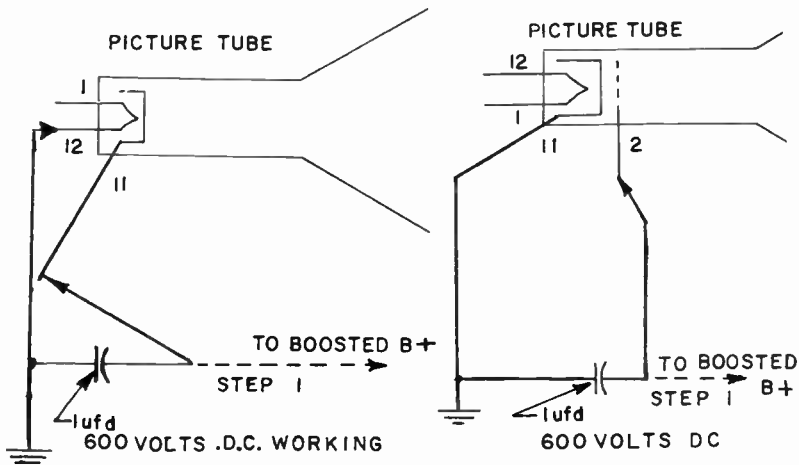 PICTURE TUBE
1
12
11
TO BOOSTED B+
STEP 1
1ufd
600 VOLTS .D.C. WORKING
PICTURE TUBE
12
1
11
2
TO BOOSTED
B+
STEP 1
1ufd
600 VOLTS DC